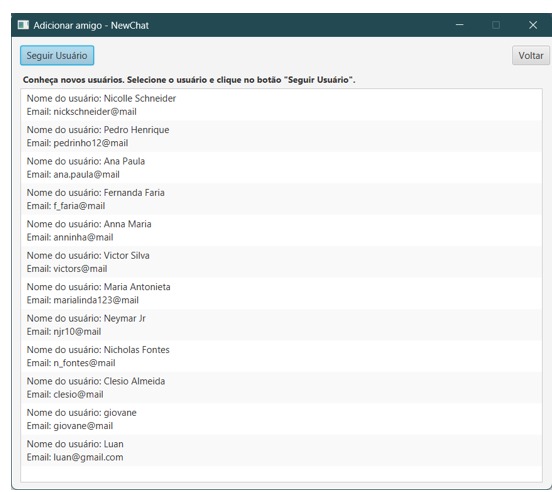 Adicionar amigo - NewChat
Seguir Usuário
Voltar
Conheça novos usuários. Selecione o usuário e clique no botão "Seguir Usuário".
Nome do usuário: Nicolle Schneider
Email: nickschneider@mail
Nome do usuário: Pedro Henrique
Email: pedrinho12@mail
Nome do usuário: Ana Paula
Email: ana.paula@mail
Nome do usuário: Fernanda Faria
Email: f_faria@mail
Nome do usuário: Anna Maria
Email: anninha@mail
Nome do usuário: Victor Silva
Email: victors@mail
Nome do usuário: Maria Antonieta
Email: marialinda123@mail
Nome do usuário: Neymar Jr
Email: njr10@mail
Nome do usuário: Nicholas Fontes
Email: n_fontes@mail
Nome do usuário: Clesio Almeida
Email: clesio@mail
Nome do usuário: giovane
Email: giovane@mail
Nome do usuário: Luan
Email: luan@gmail.com